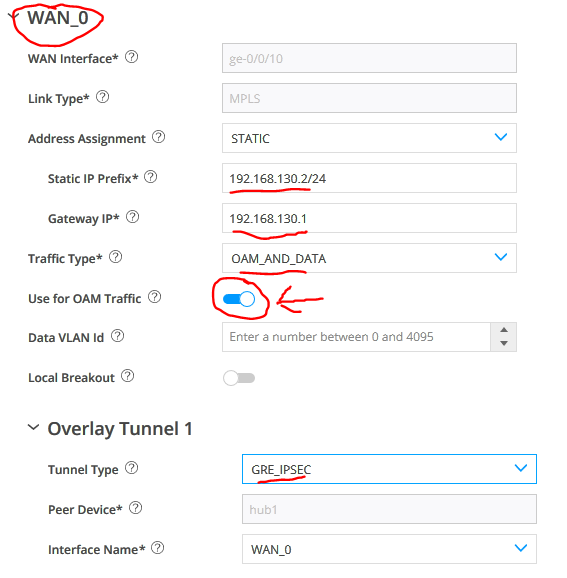 WAN_0
WAN Interface* ? ge-0/0/10
Link Type* ? MPLS
Address Assignment ? STATIC
Static IP Prefix* ? 192.168.130.2/24
Gateway IP* ? 192.168.130.1
Traffic Type* ? OAM_AND_DATA
Use for OAM Traffic ?
Data VLAN Id ? Enter a number between 0 and 4095
Local Breakout ?
Overlay Tunnel 1
Tunnel Type ? GRE_IPSEC
Peer Device* ? hub1
Interface Name* ? WAN_0